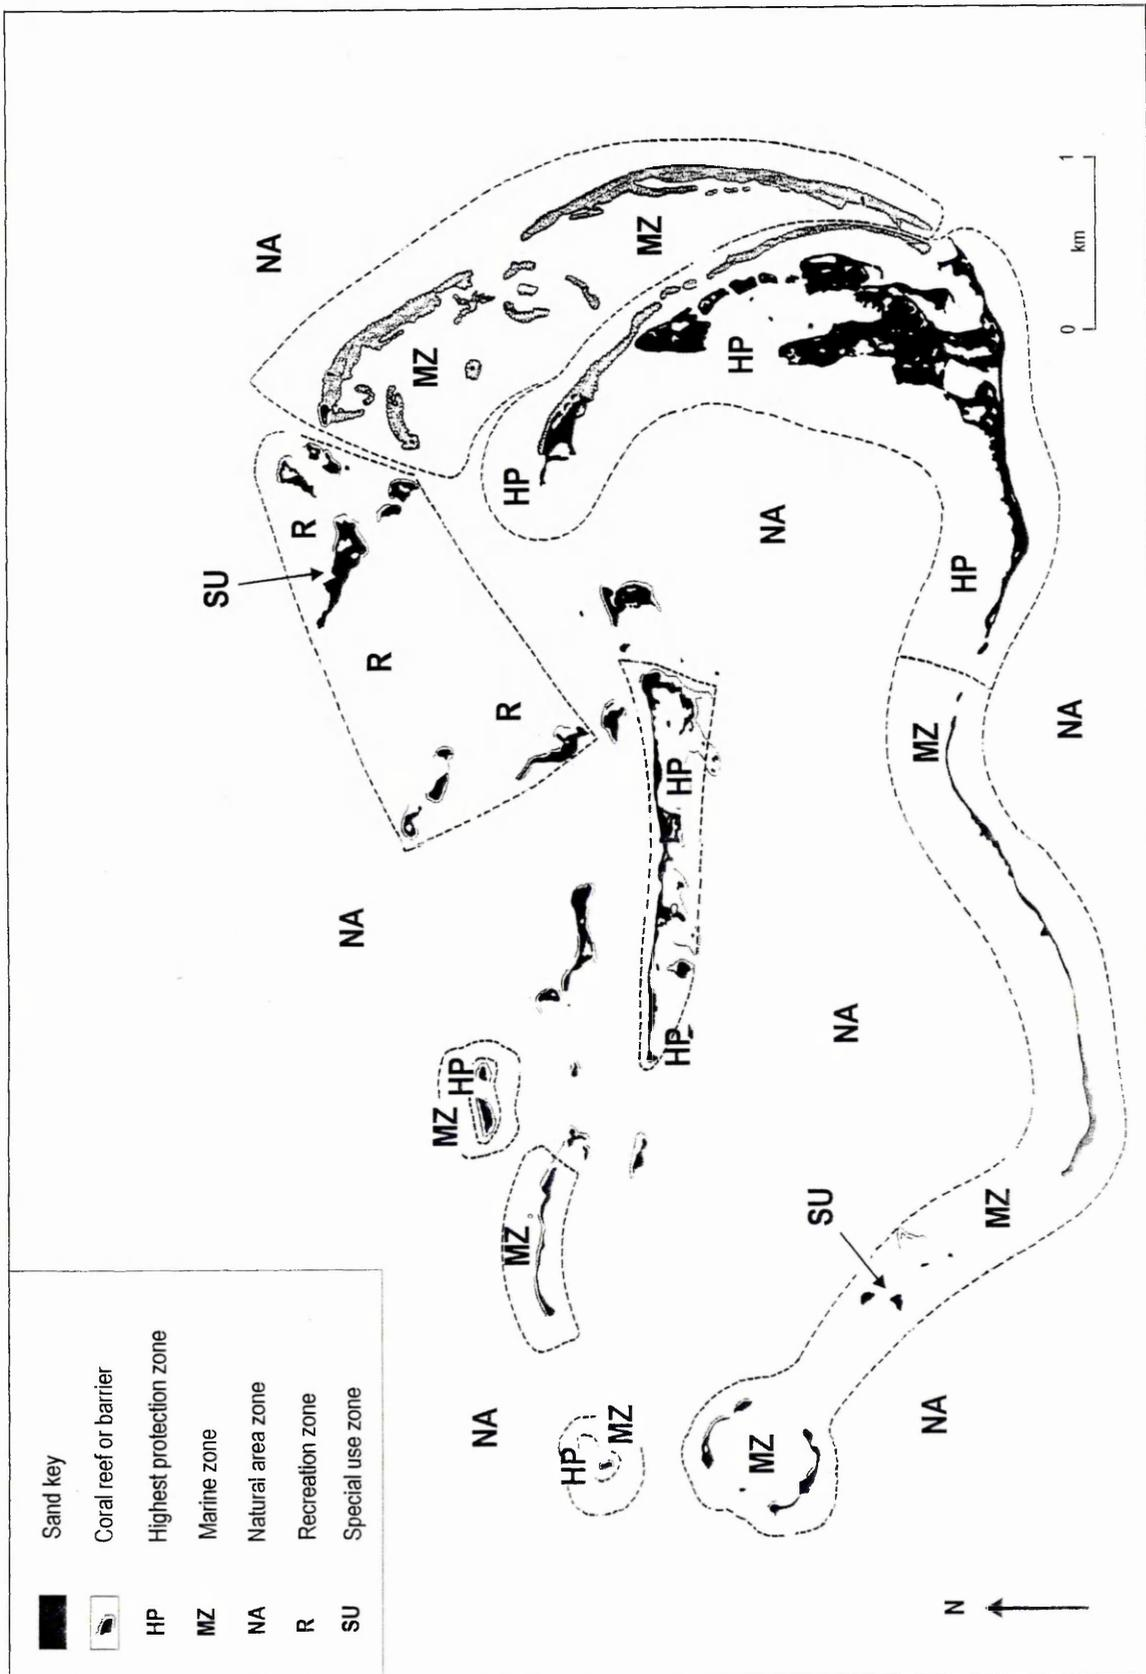 Sand key
Coral reef or barrier
HP Highest protection zone
MZ Marine zone
NA Natural area zone
R Recreation zone
SU Special use zone
SU
NA
R
NA
R
MZ
MZ
HP
NA
R
MZ
HP
HP
MZ
MZ
HP
HP
HP
MZ
NA
SU
NA
MZ
NA
HP
MZ
NA
N
0 km 1